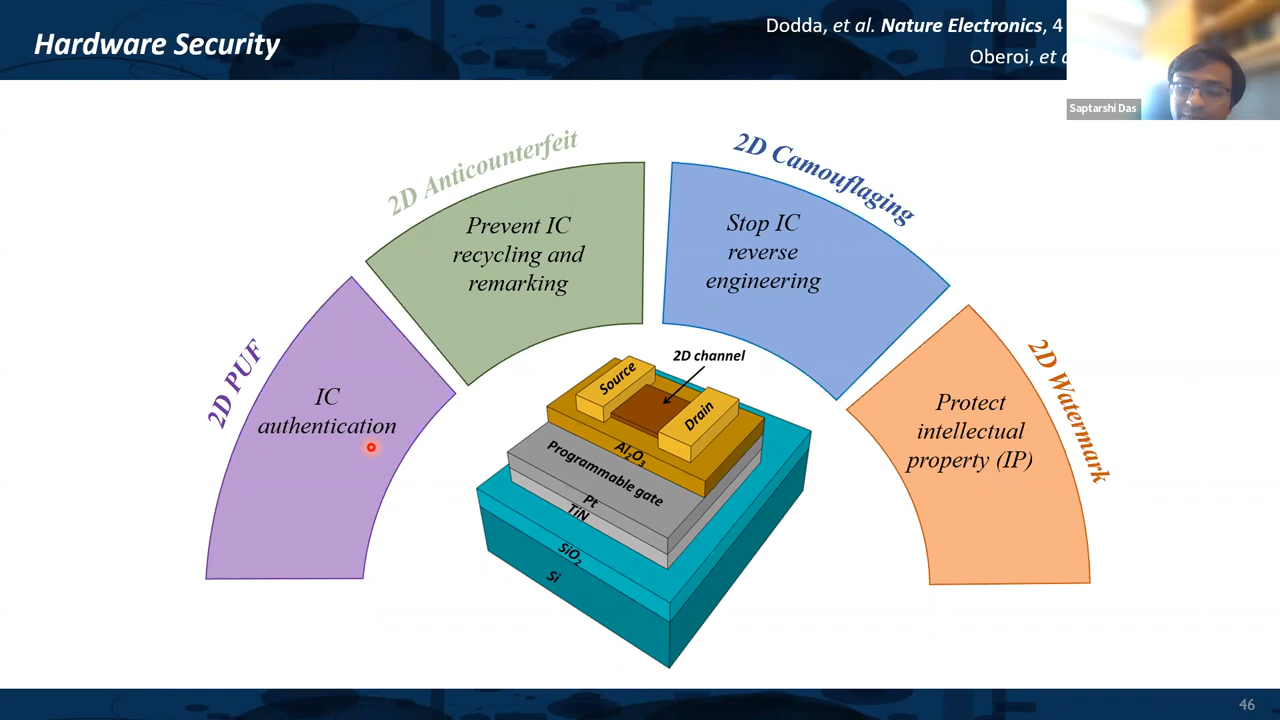 Hardware Security
Dodda, et al. Nature Electronics, 4
Oberoi, et
Saptarshi Das
2D PUF
IC
authentication
2D Anticounterfeit
Prevent IC
recycling and
remarking
2D Camouflaging
Stop IC
reverse
engineering
2D Watermark
Protect
intellectual
property (IP)
2D channel
Source
Drain
Al2O3
Programmable gate
Pt
TiN
SiO2
Si
46